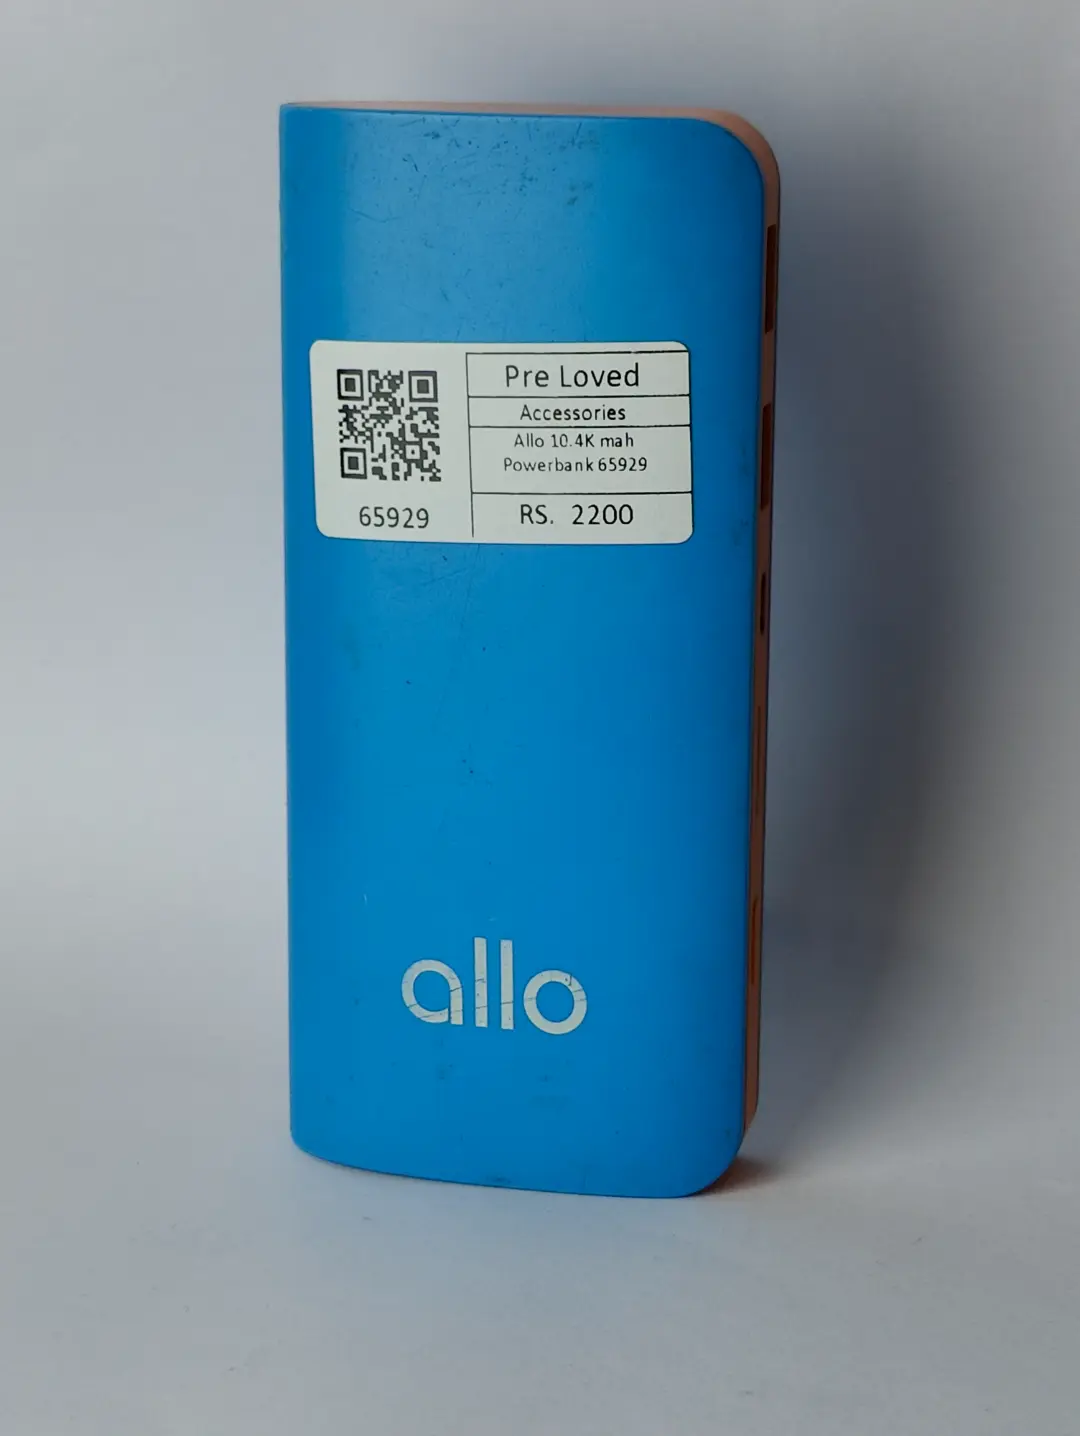 Pre Loved
Accessories
Allo 10.4K mah
Powerbank 65929
65929
RS. 2200
allo